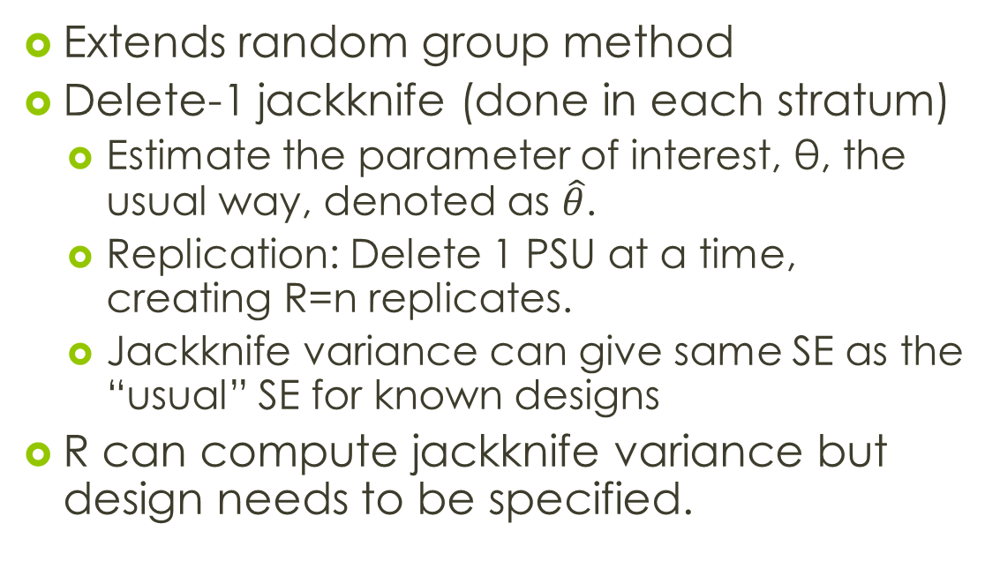 Extends random group method
Delete-1 jackknife (done in each stratum)
Estimate the parameter of interest, Θ, the
usual way, denoted as θ̂.
Replication: Delete 1 PSU at a time,
creating R=n replicates.
Jackknife variance can give same SE as the
“usual” SE for known designs
R can compute jackknife variance but
design needs to be specified.